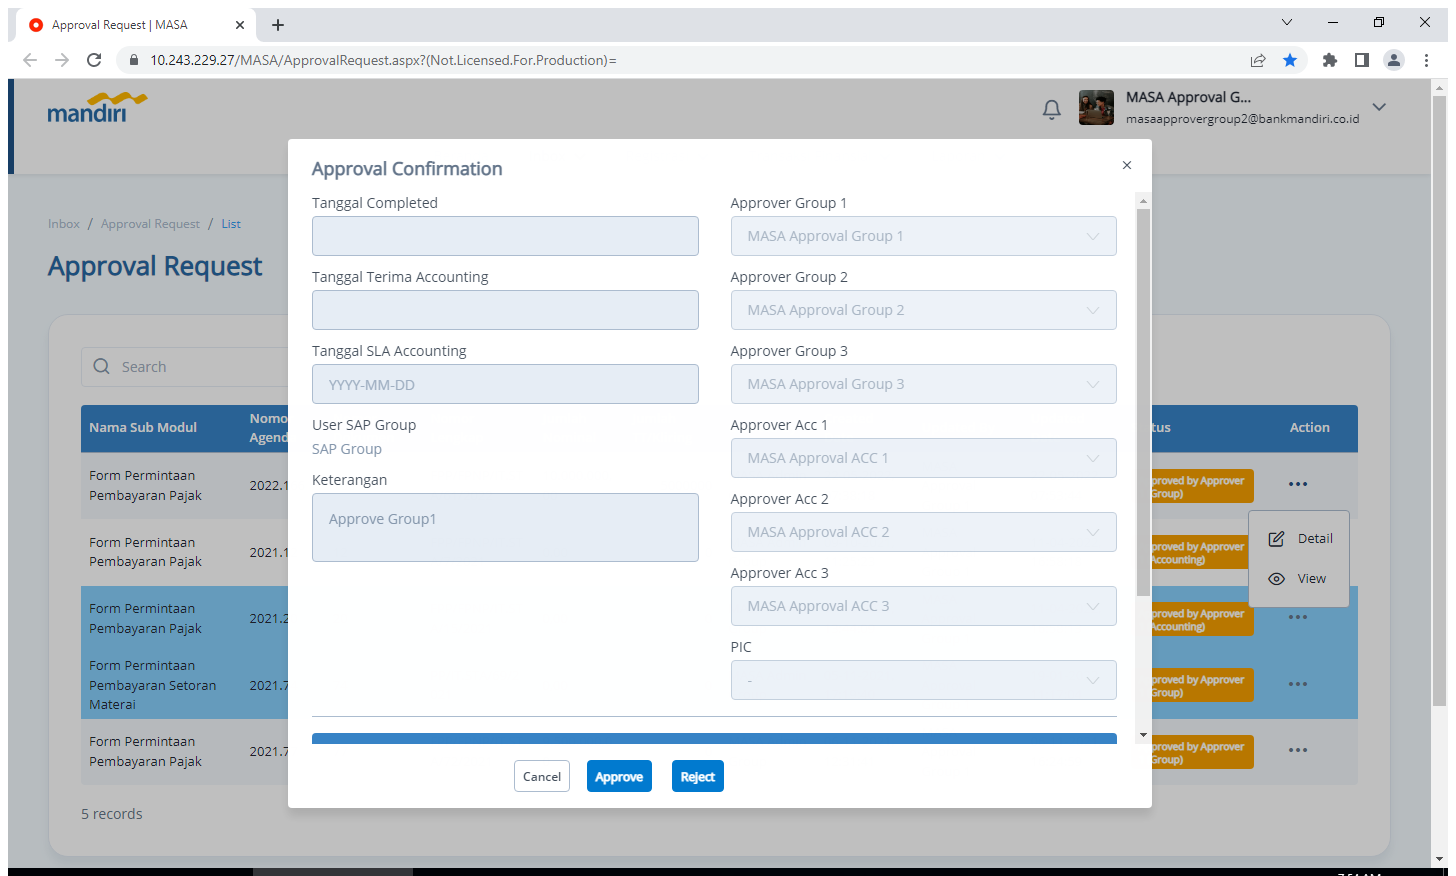 Approval Request | MASA
10.243.229.27/MASA/ApprovalRequest.aspx?(Not.Licensed.For.Production)=
mandiri
MASA Approval G...
masaapprovergroup2@bankmandiri.co.id
Inbox / Approval Request / List
Approval Request
Search
Nama Sub Modul
Nomo
Agend
tus
Action
Form Permintaan
Pembayaran Pajak
2022.1
proved by Approver
Group)
Form Permintaan
Pembayaran Pajak
2021.1
proved by Approver
Accounting)
Form Permintaan
Pembayaran Pajak
2021.2
proved by Approver
Accounting)
Form Permintaan
Pembayaran Setoran
Materai
2021.7
proved by Approver
Group)
Form Permintaan
Pembayaran Pajak
2021.7
proved by Approver
Group)
Detail
View
5 records
Approval Confirmation
Tanggal Completed
Tanggal Terima Accounting
Tanggal SLA Accounting
YYYY-MM-DD
User SAP Group
SAP Group
Keterangan
Approve Group1
Approver Group 1
MASA Approval Group 1
Approver Group 2
MASA Approval Group 2
Approver Group 3
MASA Approval Group 3
Approver Acc 1
MASA Approval ACC 1
Approver Acc 2
MASA Approval ACC 2
Approver Acc 3
MASA Approval ACC 3
PIC
-
Cancel
Approve
Reject